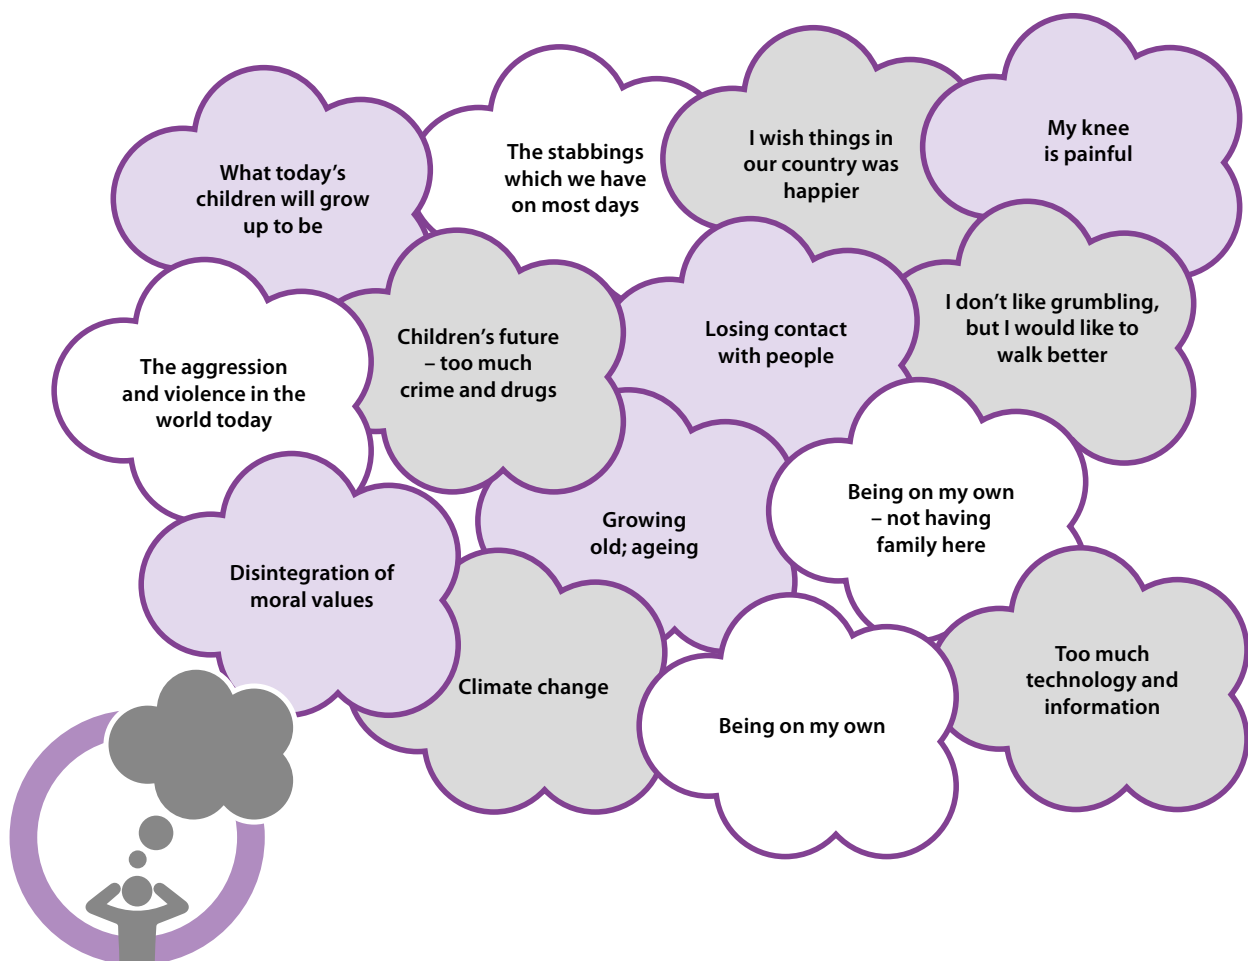 What today’s
children will grow
up to be
The stabbings
which we have
on most days
I wish things in
our country was
happier
My knee
is painful
The aggression
and violence in the
world today
Children’s future
– too much
crime and drugs
Losing contact
with people
I don’t like grumbling,
but I would like to
walk better
Disintegration of
moral values
Growing
old; ageing
Being on my own
– not having
family here
Climate change
Being on my own
Too much
technology and
information